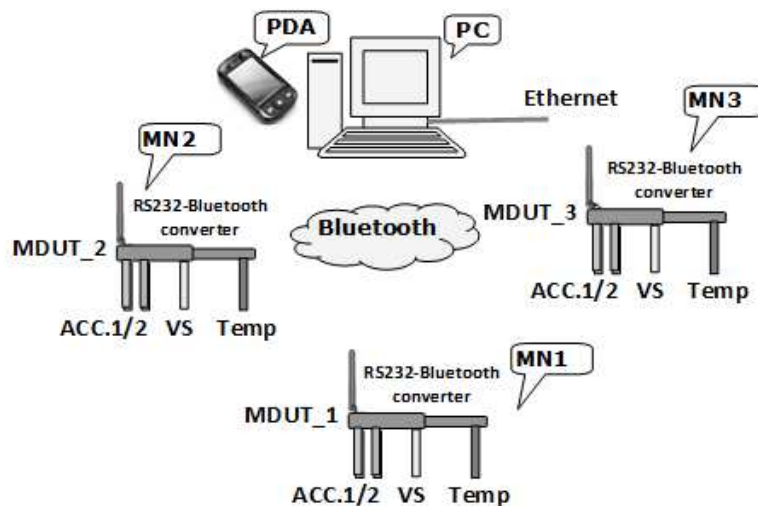 PDA
PC
Ethernet
MN3
MN2
RS232-Bluetooth
converter
RS232-Bluetooth
converter
MDUT_3
Bluetooth
MDUT_2
ACC.1/2 VS Temp
ACC.1/2 VS Temp
MN1
RS232-Bluetooth
converter
MDUT_1
ACC.1/2 VS Temp